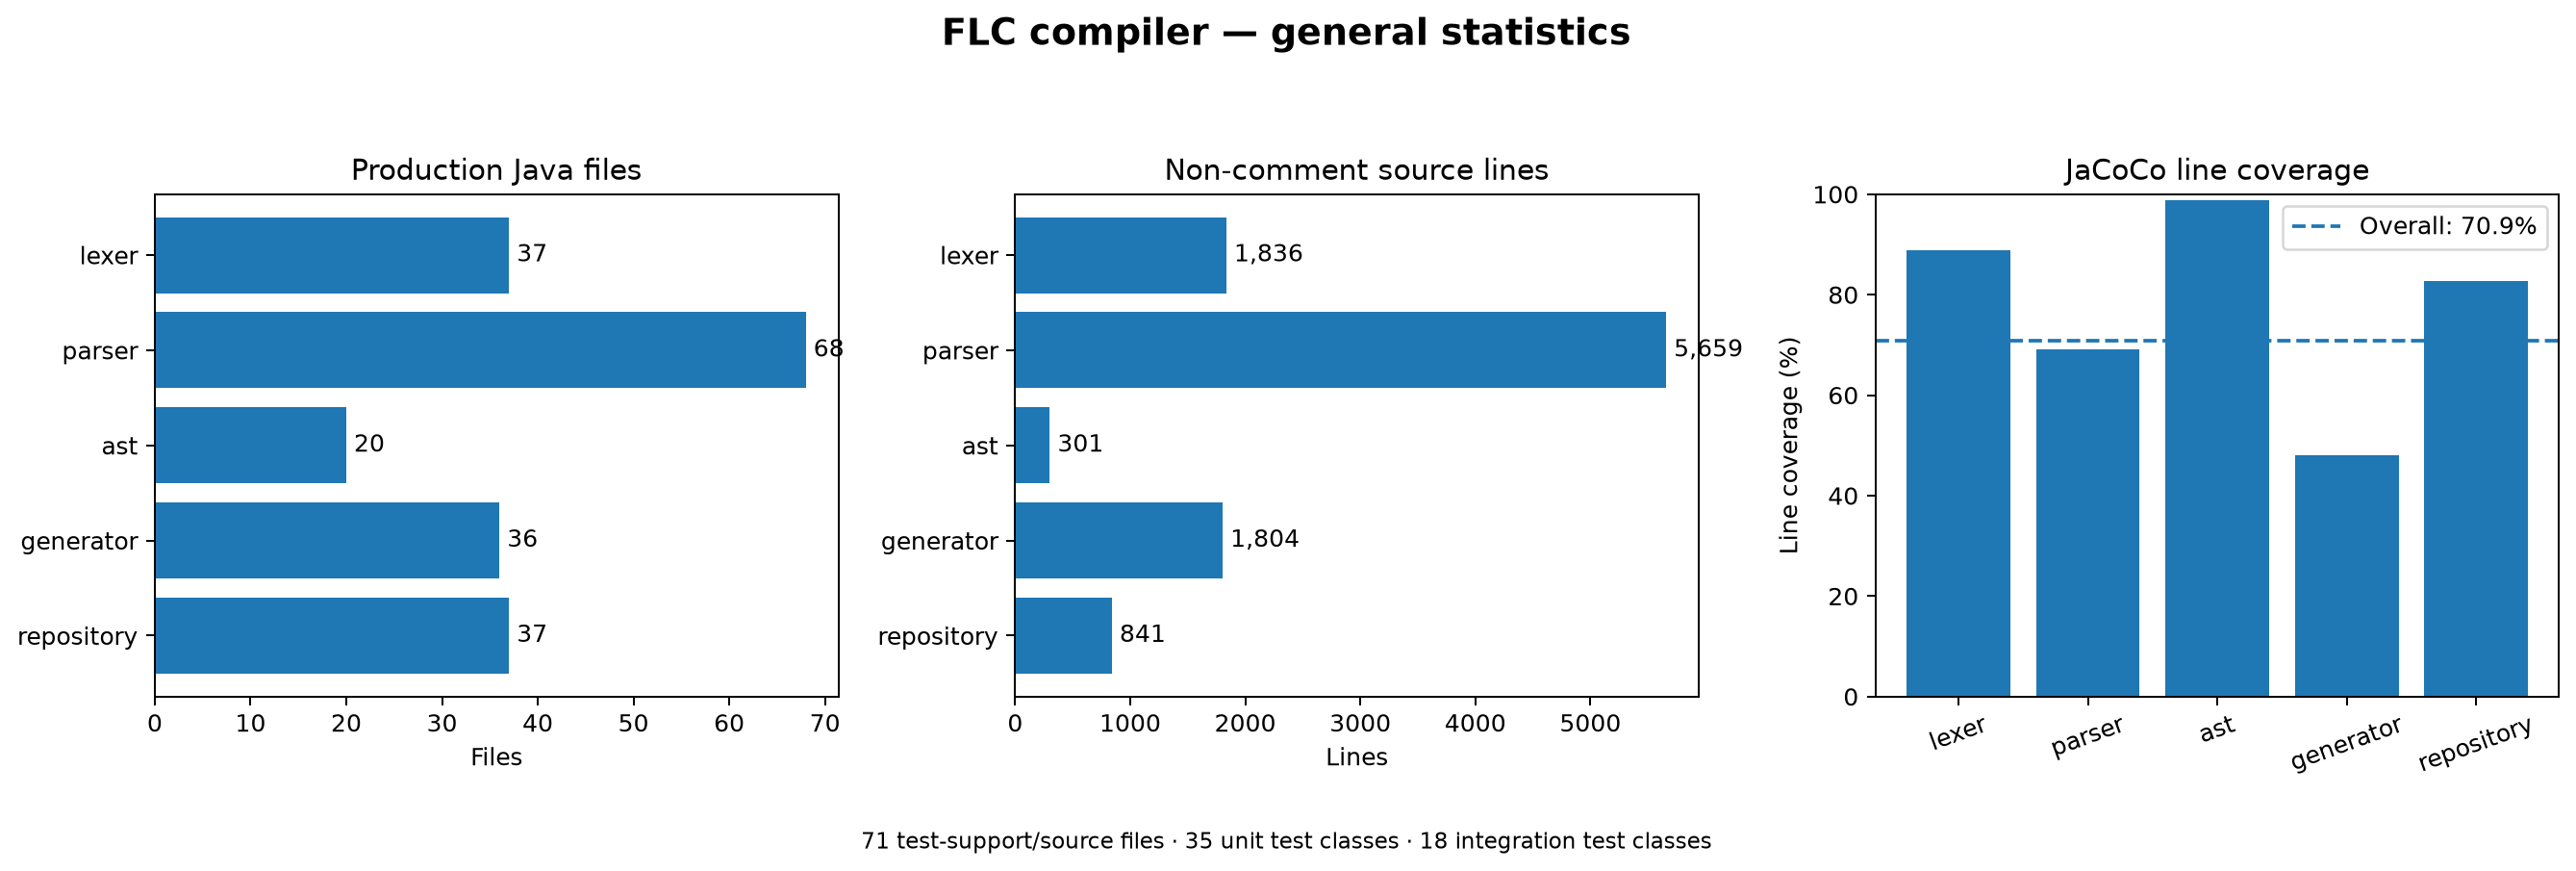 FLC compiler — general statistics
Production Java files
lexer
37
parser
68
ast
20
generator
36
repository
37
0 10 20 30 40 50 60 70
Files
Non-comment source lines
lexer
1,836
parser
5,659
ast
301
generator
1,804
repository
841
0 1000 2000 3000 4000 5000
Lines
JaCoCo line coverage
Line coverage (%)
100
80
60
40
20
0
Overall: 70.9%
lexer parser ast generator repository
71 test-support/source files · 35 unit test classes · 18 integration test classes